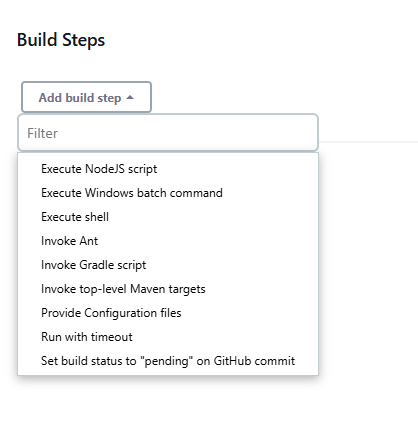 Build Steps
Add build step
Filter
Execute NodeJS script
Execute Windows batch command
Execute shell
Invoke Ant
Invoke Gradle script
Invoke top-level Maven targets
Provide Configuration files
Run with timeout
Set build status to "pending" on GitHub commit